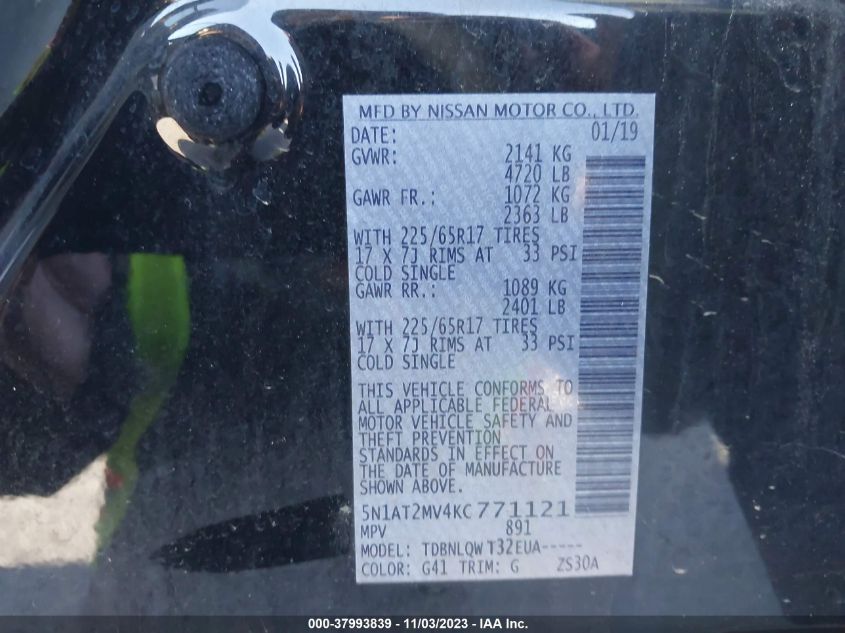 MFD BY NISSAN MOTOR CO., LTD.
DATE: 01/19
GVWR: 2141 KG
4720 LB
GAWR FR.: 1072 KG
2363 LB
WITH 225/65R17 TIRES
17 X 7J RIMS AT 33 PSI
COLD SINGLE
GAWR RR.: 1089 KG
2401 LB
WITH 225/65R17 TIRES
17 X 7J RIMS AT 33 PSI
COLD SINGLE
THIS VEHICLE CONFORMS TO
ALL APPLICABLE FEDERAL
MOTOR VEHICLE SAFETY AND
THEFT PREVENTION
STANDARDS IN EFFECT ON
THE DATE OF MANUFACTURE
SHOWN ABOVE.
5N1AT2MV4KC771121
MPV 891
MODEL: TDBNLQW T32EUA-----
COLOR: G41 TRIM: G ZS30A
000-37993839 - 11/03/2023 - IAA Inc.